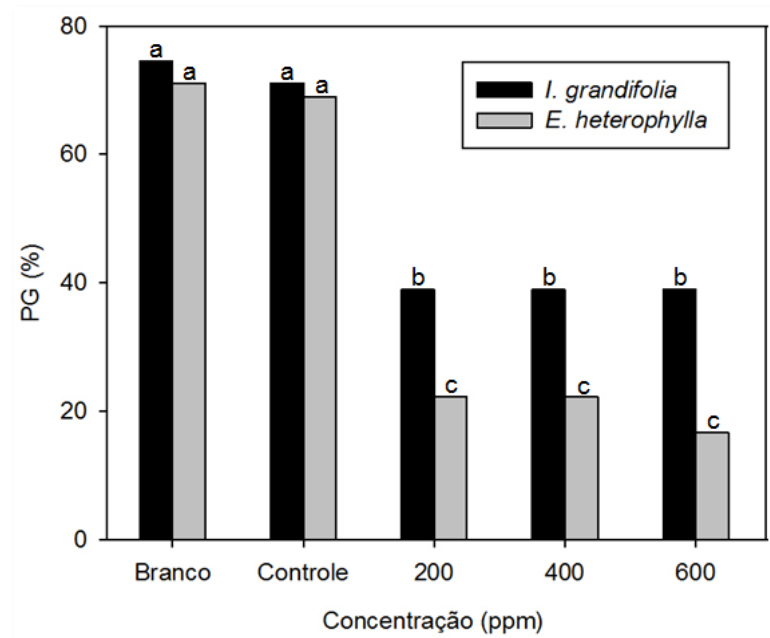 80
60
40
20
0
PG (%)
a a a a b c b c b c
I. grandifolia
E. heterophylla
Branco Controle 200 400 600
Concentração (ppm)